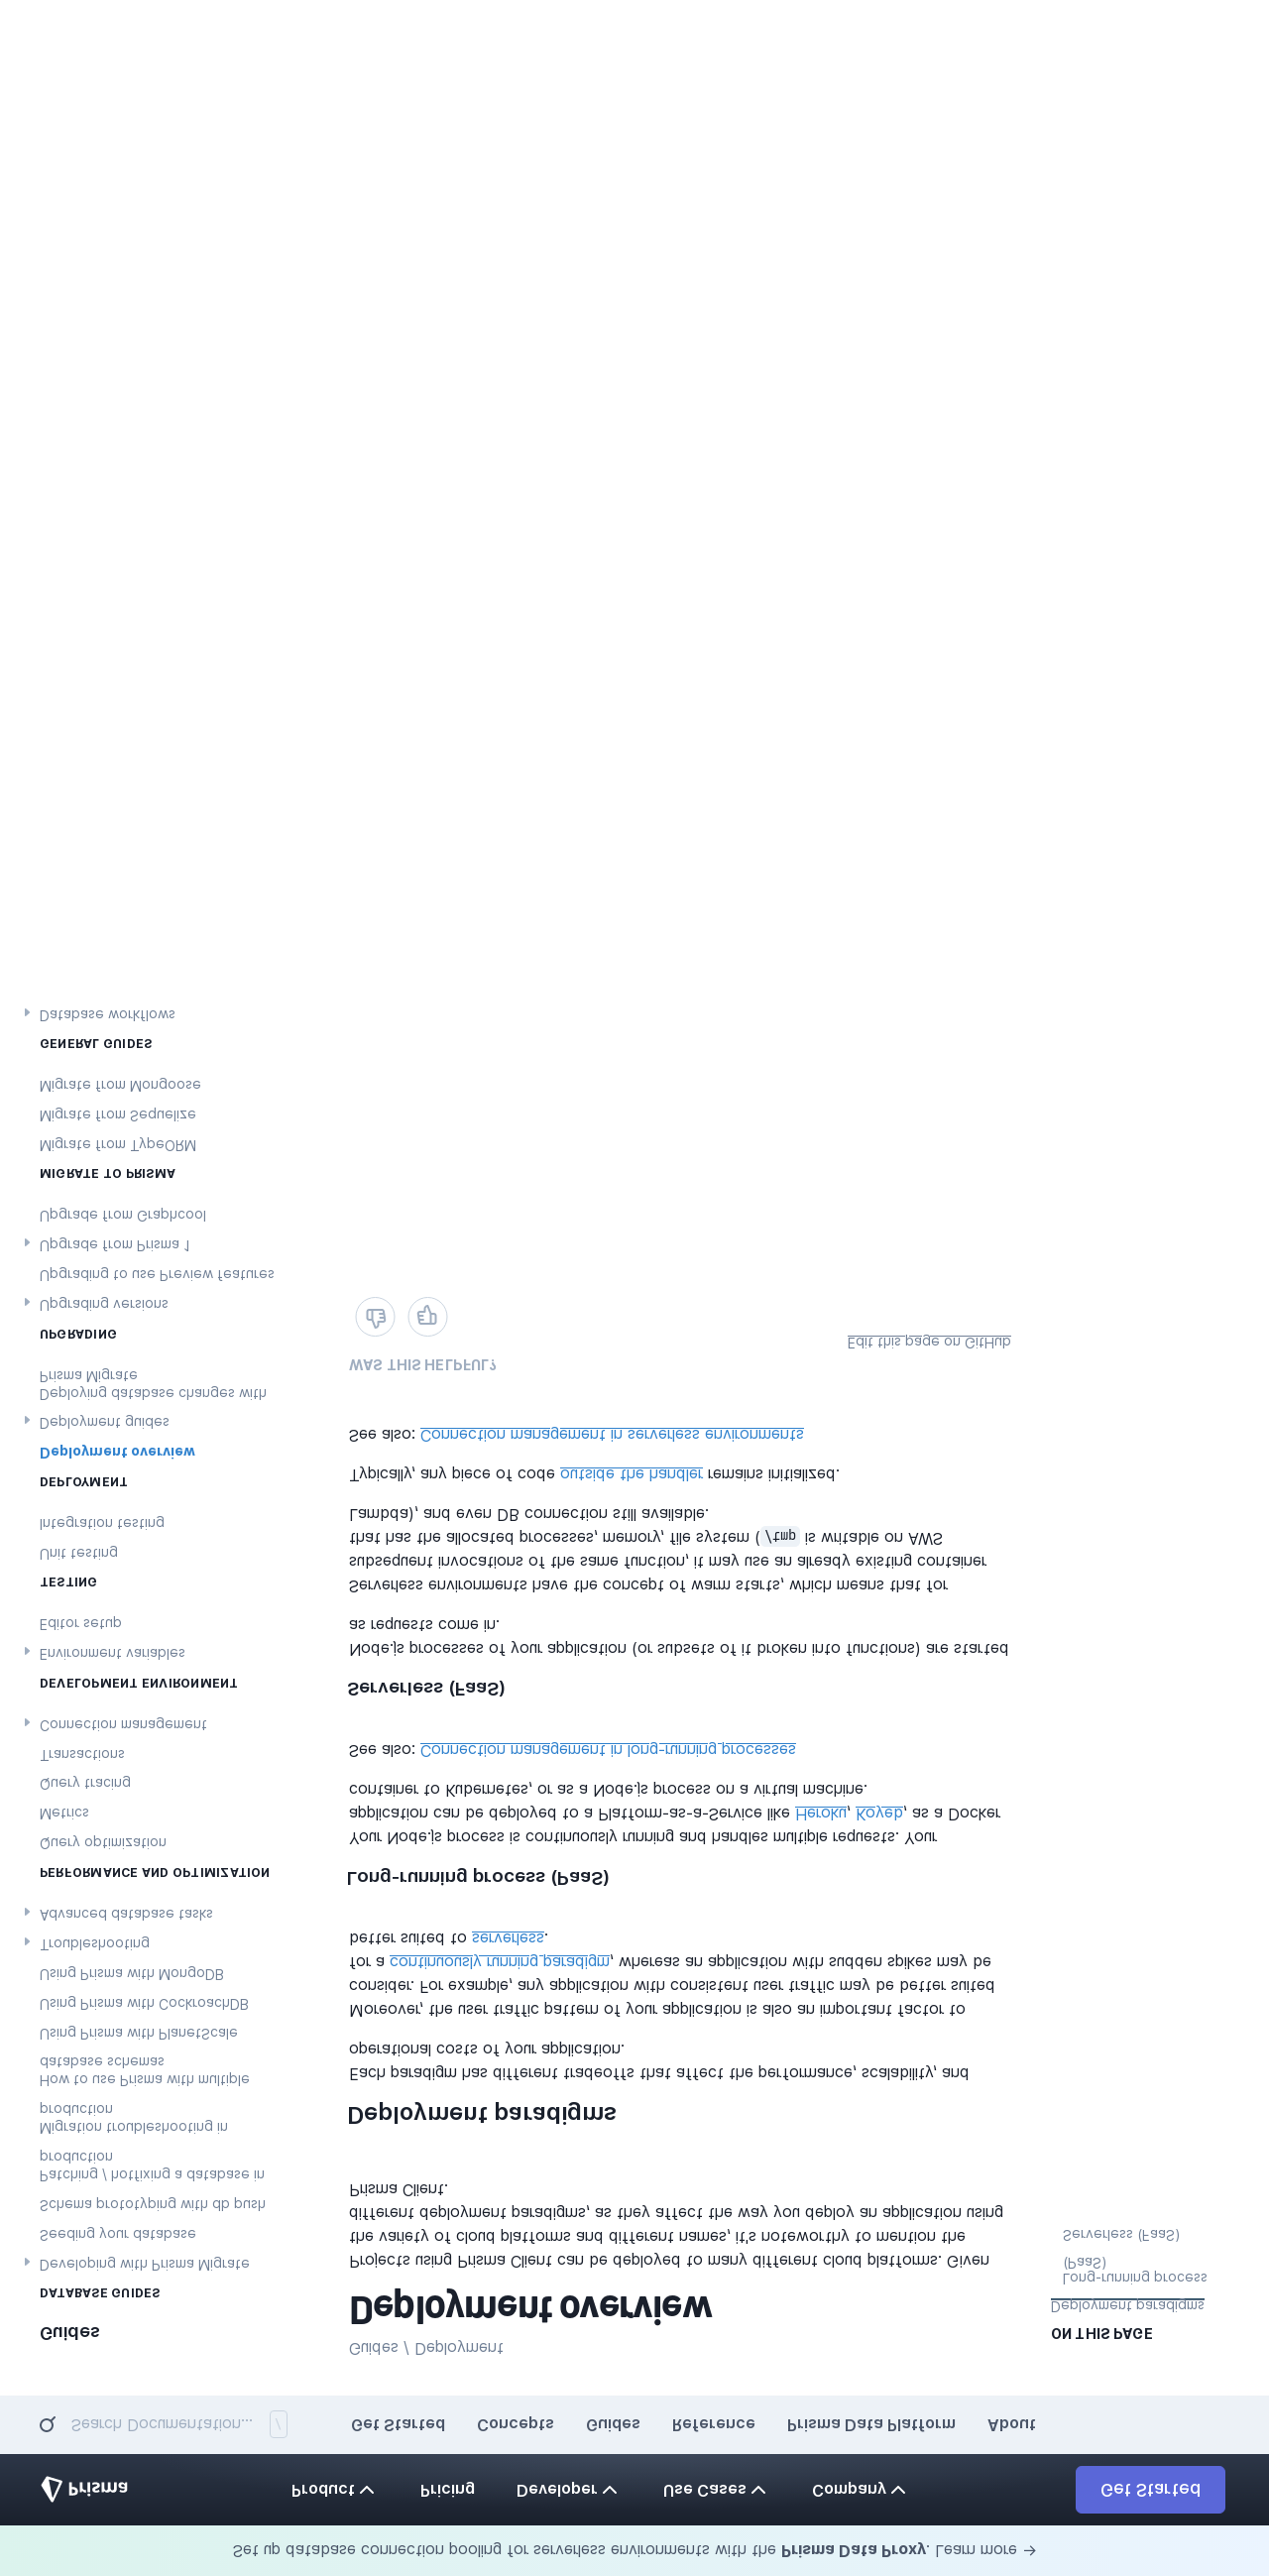 Set up database connection pooling for serverless environments with the Prisma Data Proxy. Learn more →
Prisma
Product
Pricing
Developer
Use Cases
Company
Get Started
Search Documentation...
/
Get Started
Concepts
Guides
Reference
Prisma Data Platform
About
Guides
DATABASE GUIDES
Developing with Prisma Migrate
Seeding your database
Schema prototyping with db push
Patching / hotfixing a database in
production
Migration troubleshooting in
production
How to use Prisma with multiple
database schemas
Using Prisma with PlanetScale
Using Prisma with CockroachDB
Using Prisma with MongoDB
Troubleshooting
Advanced database tasks
PERFORMANCE AND OPTIMIZATION
Query optimization
Metrics
Query tracing
Transactions
Connection management
DEVELOPMENT ENVIRONMENT
Environment variables
Editor setup
TESTING
Unit testing
Integration testing
DEPLOYMENT
Deployment overview
Deployment guides
Deploying database changes with
Prisma Migrate
UPGRADING
Upgrading versions
Upgrading to use Preview features
Upgrade from Prisma 1
Upgrade from Graphcool
MIGRATE TO PRISMA
Migrate from TypeORM
Migrate from Sequelize
Migrate from Mongoose
GENERAL GUIDES
Database workflows
Guides / Deployment
Deployment overview
Projects using Prisma Client can be deployed to many different cloud platforms. Given
the variety of cloud platforms and different names, it's noteworthy to mention the
different deployment paradigms, as they affect the way you deploy an application using
Prisma Client.
Deployment paradigms
Each paradigm has different tradeoffs that affect the performance, scalability, and
operational costs of your application.
Moreover, the user traffic pattern of your application is also an important factor to
consider. For example, any application with consistent user traffic may be better suited
for a continuously running paradigm, whereas an application with sudden spikes may be
better suited to serverless.
Long-running process (PaaS)
Your Node.js process is continuously running and handles multiple requests. Your
application can be deployed to a Platform-as-a-Service like Heroku, Koyeb, as a Docker
container to Kubernetes, or as a Node.js process on a virtual machine.
See also: Connection management in long-running processes
Serverless (FaaS)
Node.js processes of your application (or subsets of it broken into functions) are started
as requests come in.
Serverless environments have the concept of warm starts, which means that for
subsequent invocations of the same function, it may use an already existing container
that has the allocated processes, memory, file system (/tmp is writable on AWS
Lambda), and even DB connection still available.
Typically, any piece of code outside the handler remains initialized.
See also: Connection management in serverless environments
WAS THIS HELPFUL?
Edit this page on GitHub
ON THIS PAGE
Deployment paradigms
Long-running process
(PaaS)
Serverless (FaaS)